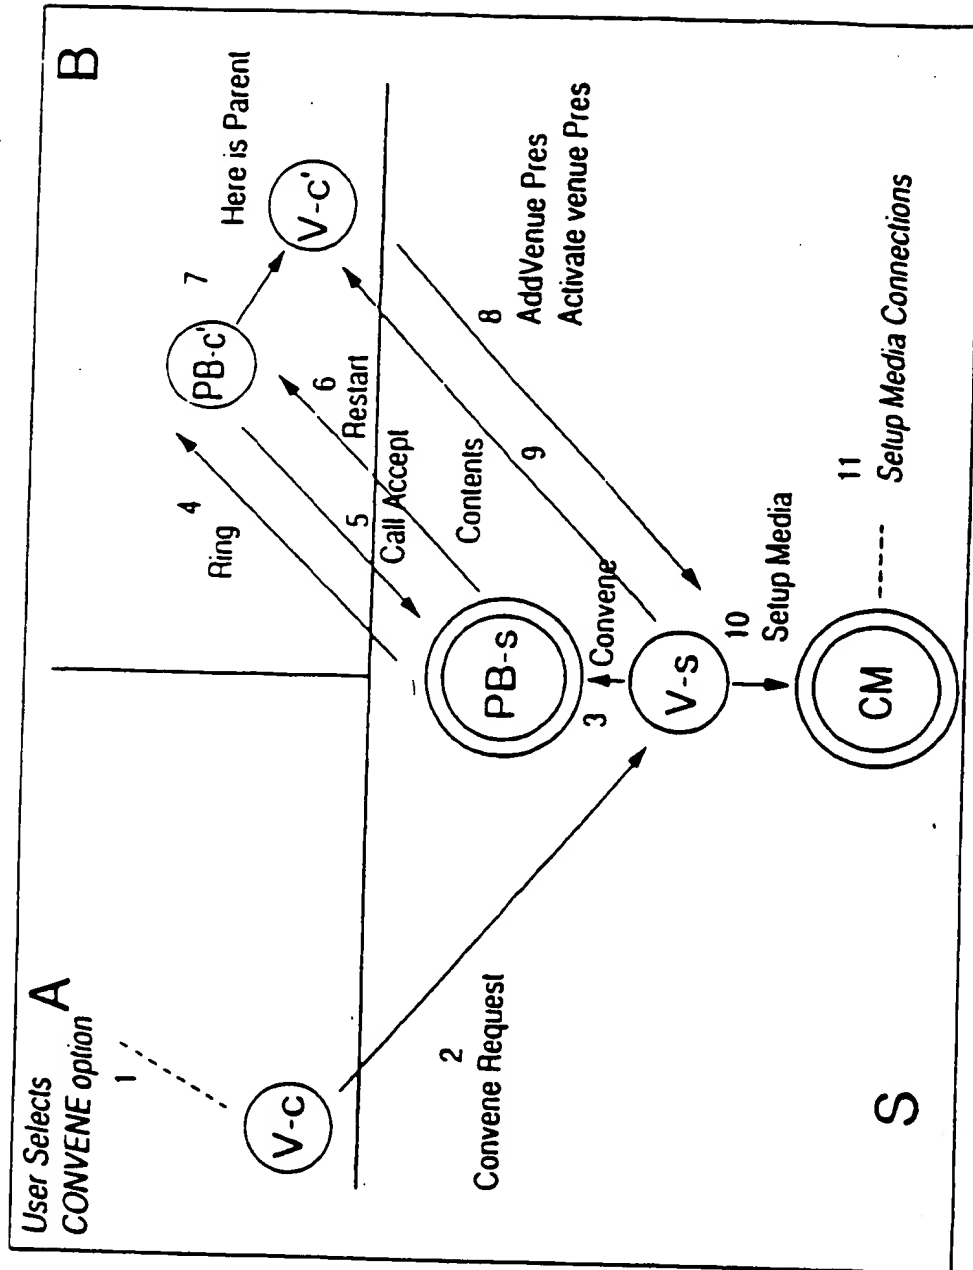 User Selects
CONVENE option
A
1
V-c
2
Convene Request
S
B
4
Ring
PB-c'
7
Here is Parent
V-c'
5
Call Accept
6
Restart
PB-s
Contents
3
Convene
V-s
9
8
AddVenue Pres
Activate venue Pres
10
Setup Media
CM
11
Setup Media Connections